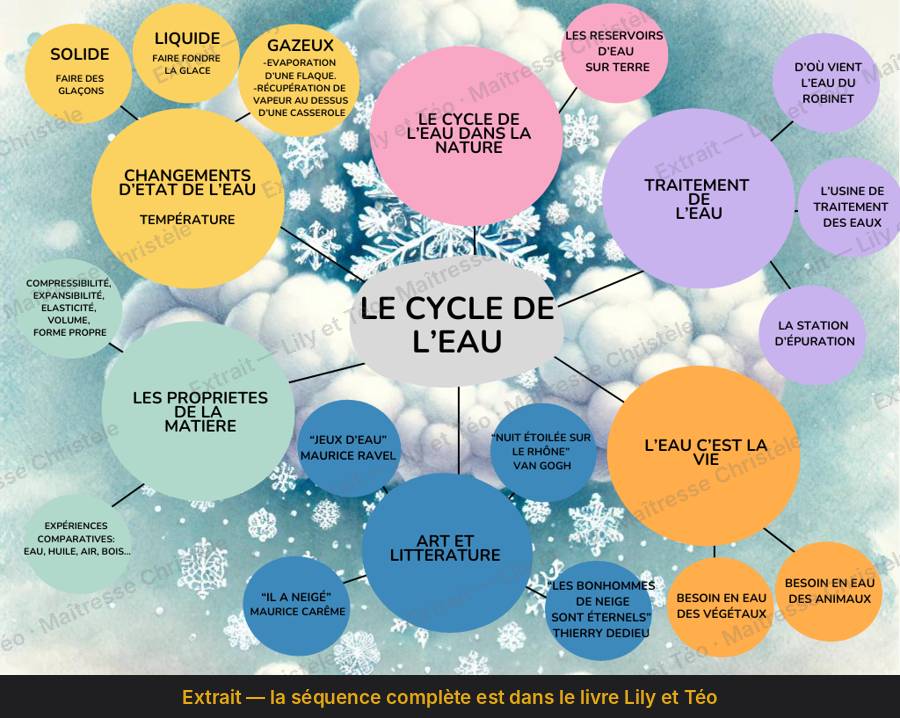 SOLIDE
FAIRE DES
GLAÇONS
LIQUIDE
FAIRE FONDRE
LA GLACE
GAZEUX
-EVAPORATION
D'UNE FLAQUE.
-RÉCUPÉRATION DE
VAPEUR AU DESSUS
D'UNE CASSEROLE
CHANGEMENTS
D'ETAT DE L'EAU
TEMPÉRATURE
LE CYCLE DE
L'EAU DANS LA
NATURE
LES RESERVOIRS
D'EAU
SUR TERRE
TRAITEMENT
DE
L'EAU
D'OÙ VIENT
L'EAU DU
ROBINET
L'USINE DE
TRAITEMENT
DES EAUX
LA STATION
D'ÉPURATION
LE CYCLE DE
L'EAU
COMPRESSIBILITÉ,
EXPANSIBILITÉ,
ELASTICITÉ,
VOLUME,
FORME PROPRE
LES PROPRIETES
DE LA
MATIERE
EXPÉRIENCES
COMPARATIVES:
EAU, HUILE, AIR, BOIS...
"JEUX D'EAU"
MAURICE RAVEL
"NUIT ÉTOILÉE SUR
LE RHÔNE"
VAN GOGH
ART ET
LITTERATURE
"IL A NEIGÉ"
MAURICE CARÊME
"LES BONHOMMES
DE NEIGE
SONT ÉTERNELS"
THIERRY DEDIEU
L'EAU C'EST LA
VIE
BESOIN EN EAU
DES VÉGÉTAUX
BESOIN EN EAU
DES ANIMAUX
Extrait — Lily et Téo · Maîtresse Christèle
Extrait — la séquence complète est dans le livre Lily et Téo